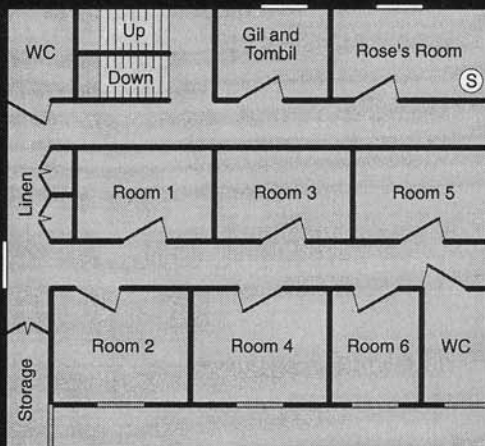 WC
Up
Down
Gil and
Tombil
Rose's Room
S
Linen
Room 1
Room 3
Room 5
Room 2
Room 4
Room 6
WC
Storage